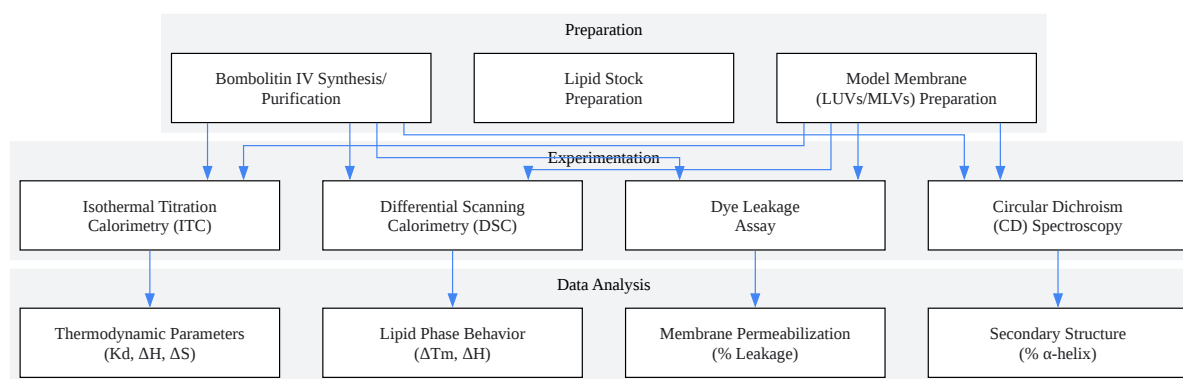 Preparation
Bombolitin IV Synthesis/
Purification
Lipid Stock
Preparation
Model Membrane
(LUVs/MLVs) Preparation
Experimentation
Isothermal Titration
Calorimetry (ITC)
Differential Scanning
Calorimetry (DSC)
Dye Leakage
Assay
Circular Dichroism
(CD) Spectroscopy
Data Analysis
Thermodynamic Parameters
(Kd, ΔH, ΔS)
Lipid Phase Behavior
(ΔTm, ΔH)
Membrane Permeabilization
(% Leakage)
Secondary Structure
(% α-helix)